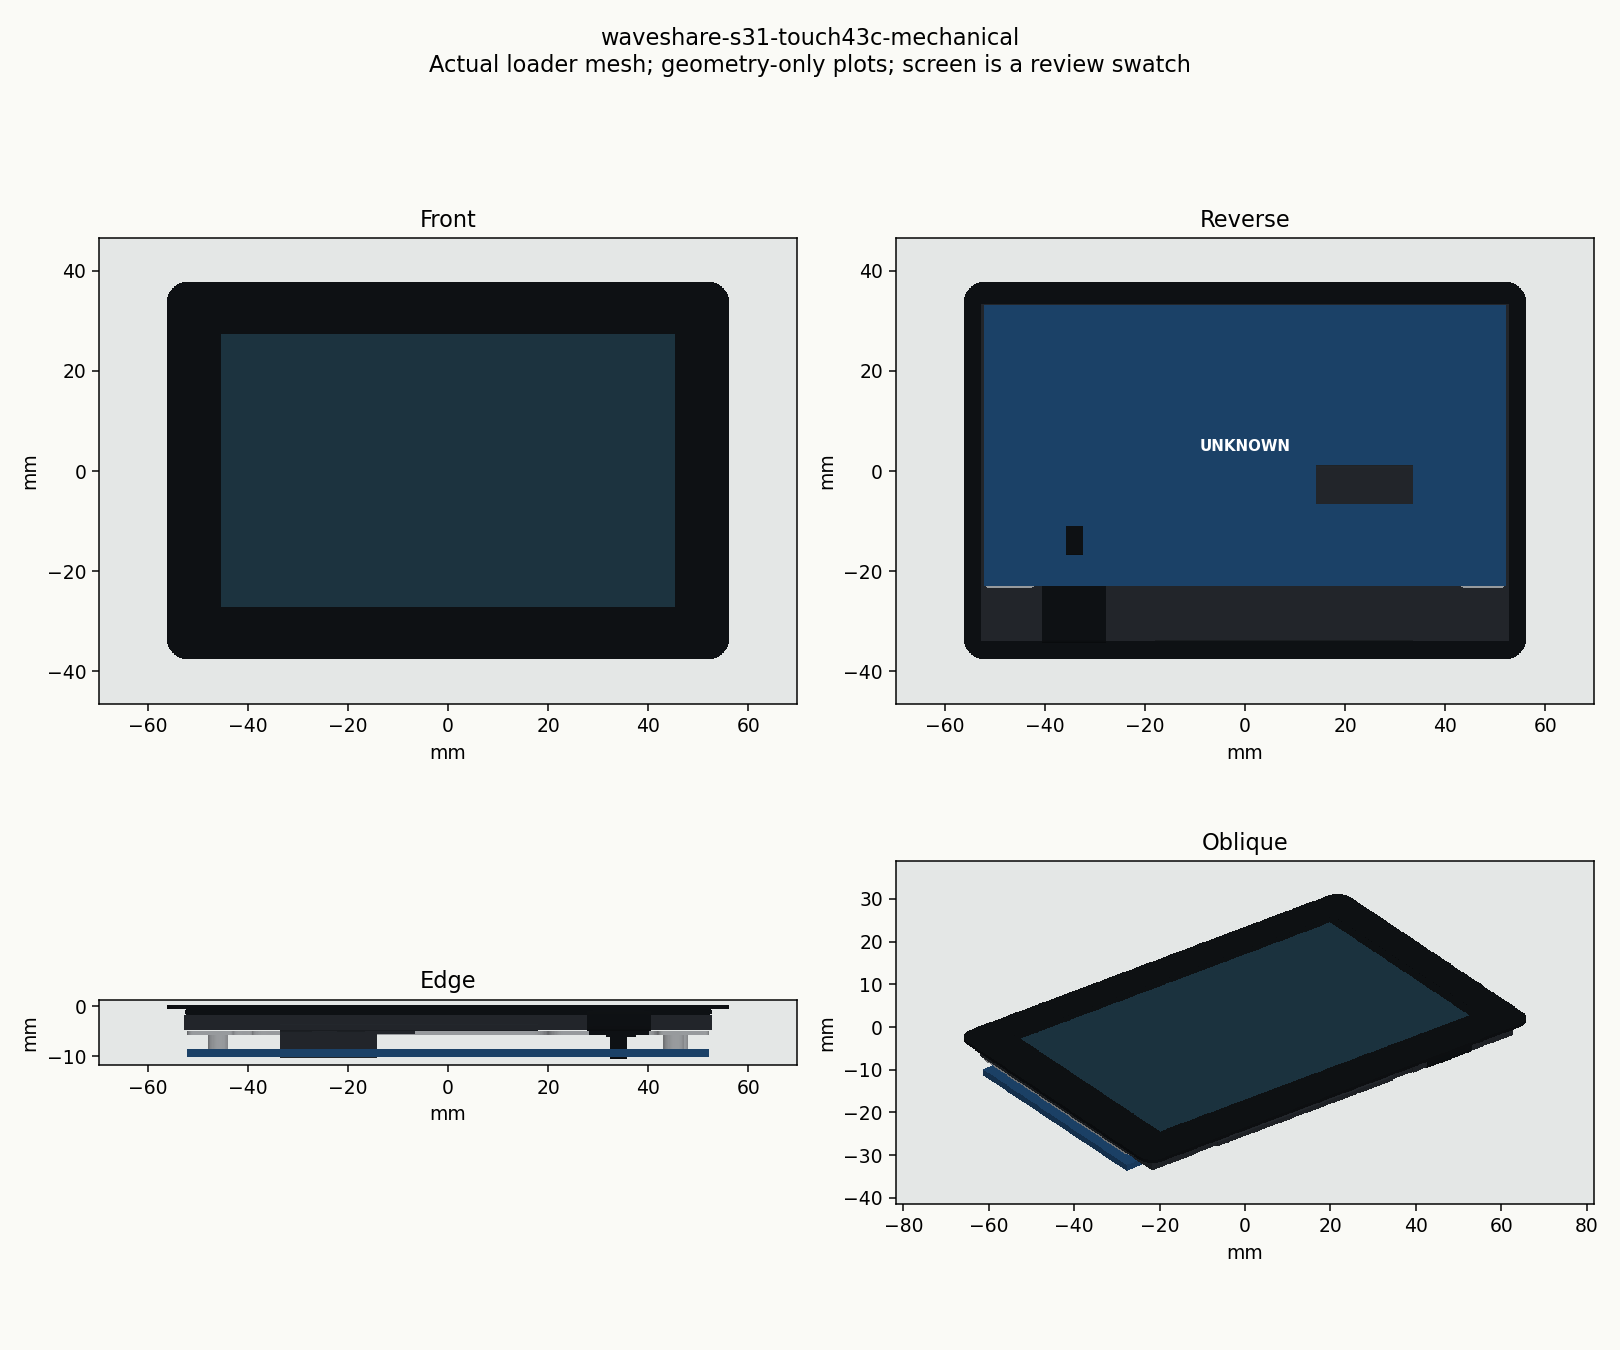 waveshare-s31-touch43c-mechanical
Actual loader mesh; geometry-only plots; screen is a review swatch
Front
40
20
0
−20
−40
mm
−60 −40 −20 0 20 40 60
mm
Reverse
40
20
0
−20
−40
mm
UNKNOWN
−60 −40 −20 0 20 40 60
mm
Edge
0
−10
mm
−60 −40 −20 0 20 40 60
mm
Oblique
30
20
10
0
−10
−20
−30
−40
mm
−80 −60 −40 −20 0 20 40 60 80
mm